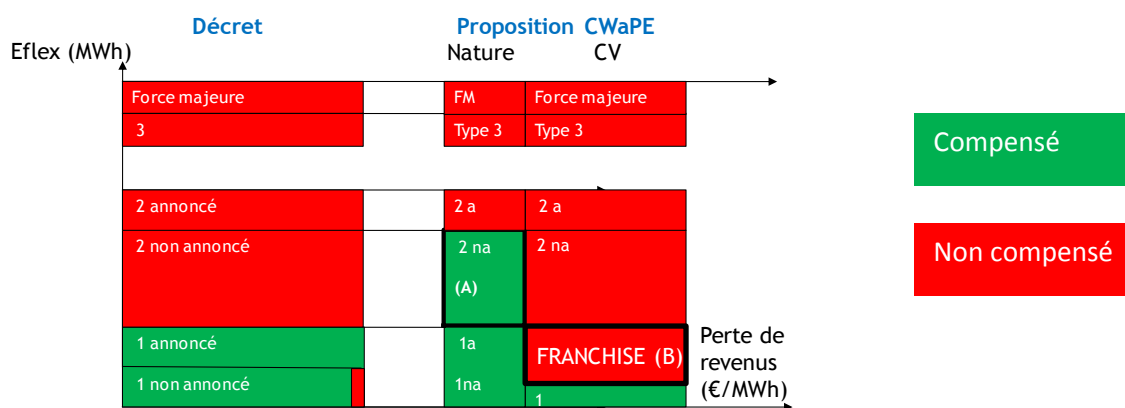 Décret
Proposition CWaPE
Eflex (MWh)
Nature
CV
Force majeure
FM
Force majeure
3
Type 3
Type 3
Compensé
2 annoncé
2 a
2 a
2 non annoncé
2 na
(A)
2 na
Non compensé
1 annoncé
1a
FRANCHISE (B)
Perte de
revenus
(€/MWh)
1 non annoncé
1na
1